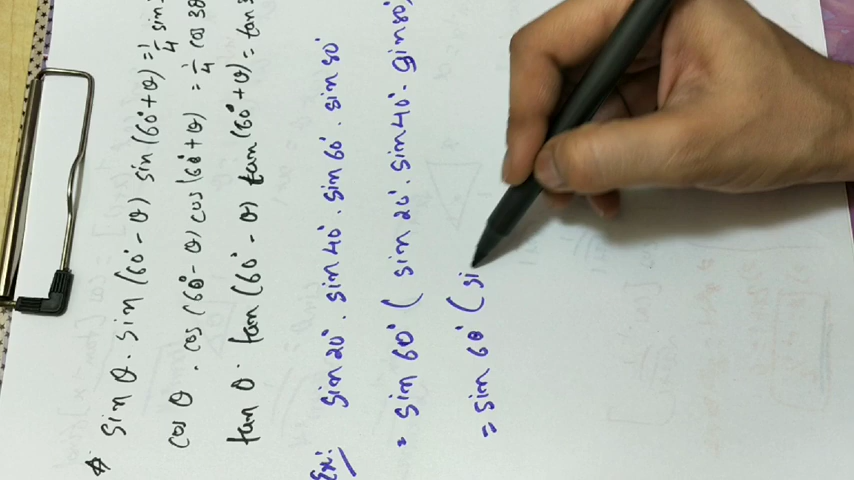 sin θ · sin (60° - θ) sin (60° + θ) = 1/4 sin
cos θ · cos (60° - θ) cos (60° + θ) = 1/4 cos 3θ
tan θ · tan (60° - θ) tan (60° + θ) = tan 3
Ex: sin 20° · sin 40° · sin 60° · sin 80°
= sin 60° ( sin 20° · sin 40° · sin 80°
= sin 60° ( si